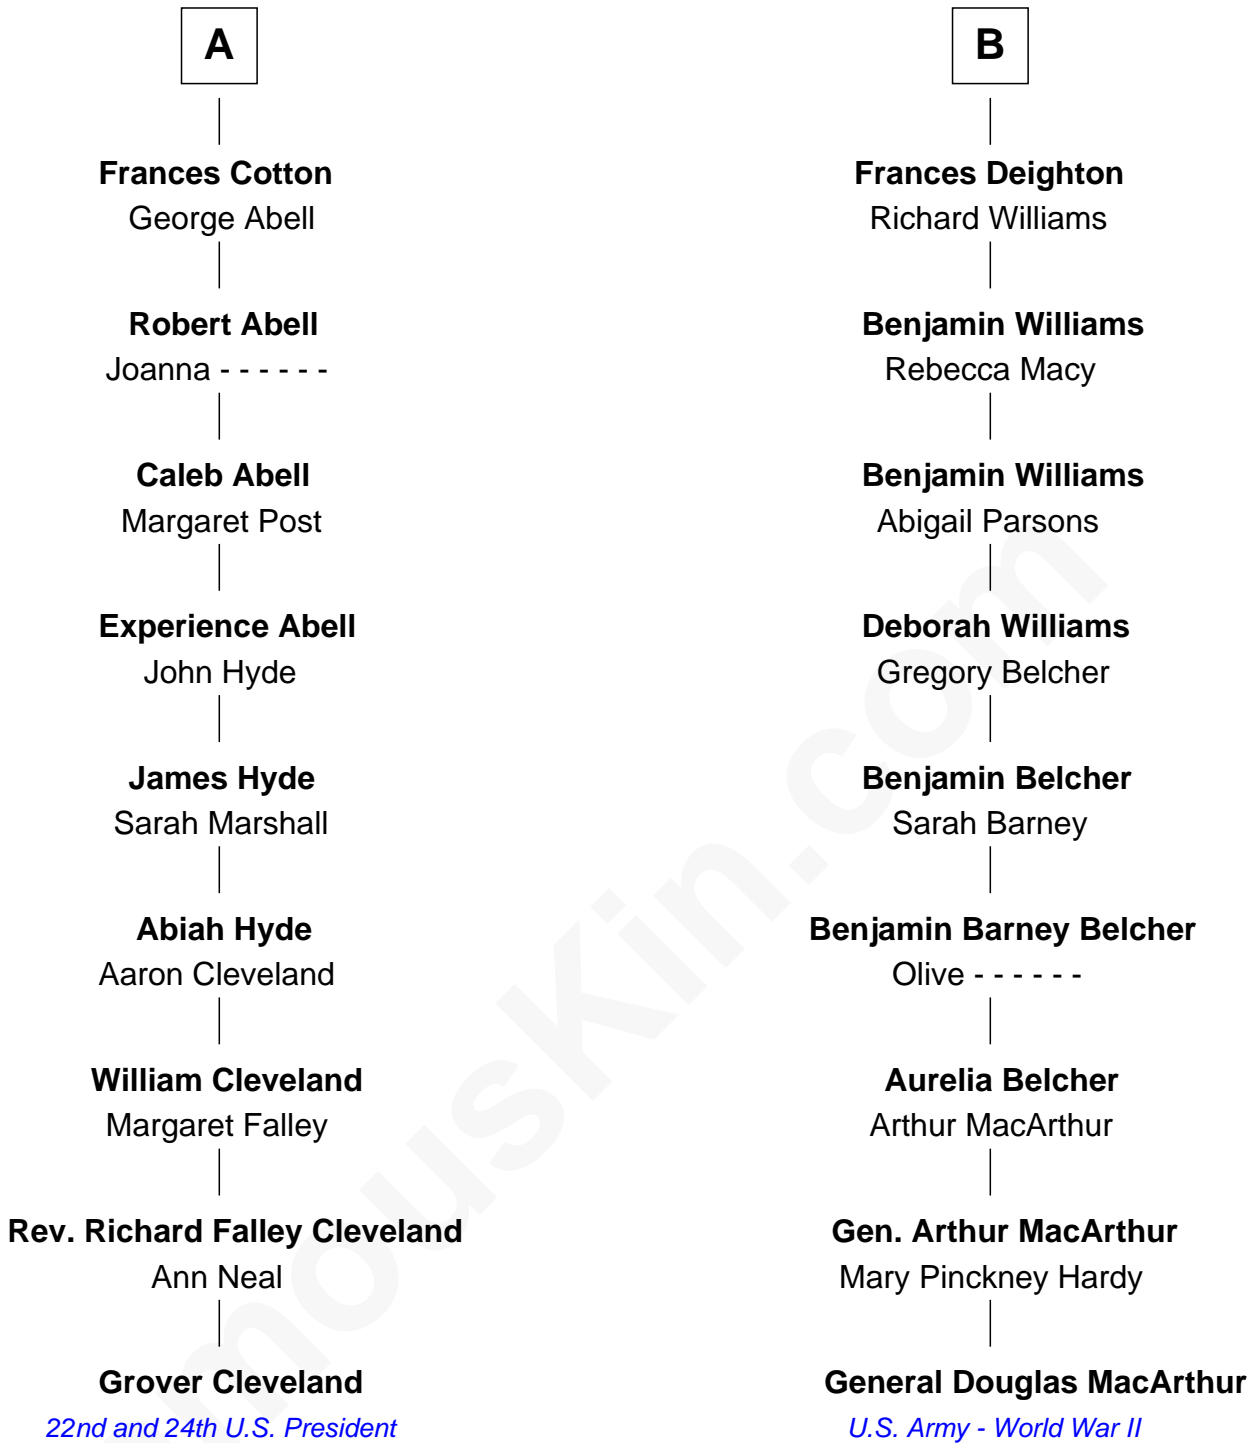 A
Frances Cotton
George Abell
Robert Abell
Joanna - - - - - -
Caleb Abell
Margaret Post
Experience Abell
John Hyde
James Hyde
Sarah Marshall
Abiah Hyde
Aaron Cleveland
William Cleveland
Margaret Falley
Rev. Richard Falley Cleveland
Ann Neal
Grover Cleveland
22nd and 24th U.S. President
B
Frances Deighton
Richard Williams
Benjamin Williams
Rebecca Macy
Benjamin Williams
Abigail Parsons
Deborah Williams
Gregory Belcher
Benjamin Belcher
Sarah Barney
Benjamin Barney Belcher
Olive - - - - - -
Aurelia Belcher
Arthur MacArthur
Gen. Arthur MacArthur
Mary Pinckney Hardy
General Douglas MacArthur
U.S. Army - World War II
mousKin.com